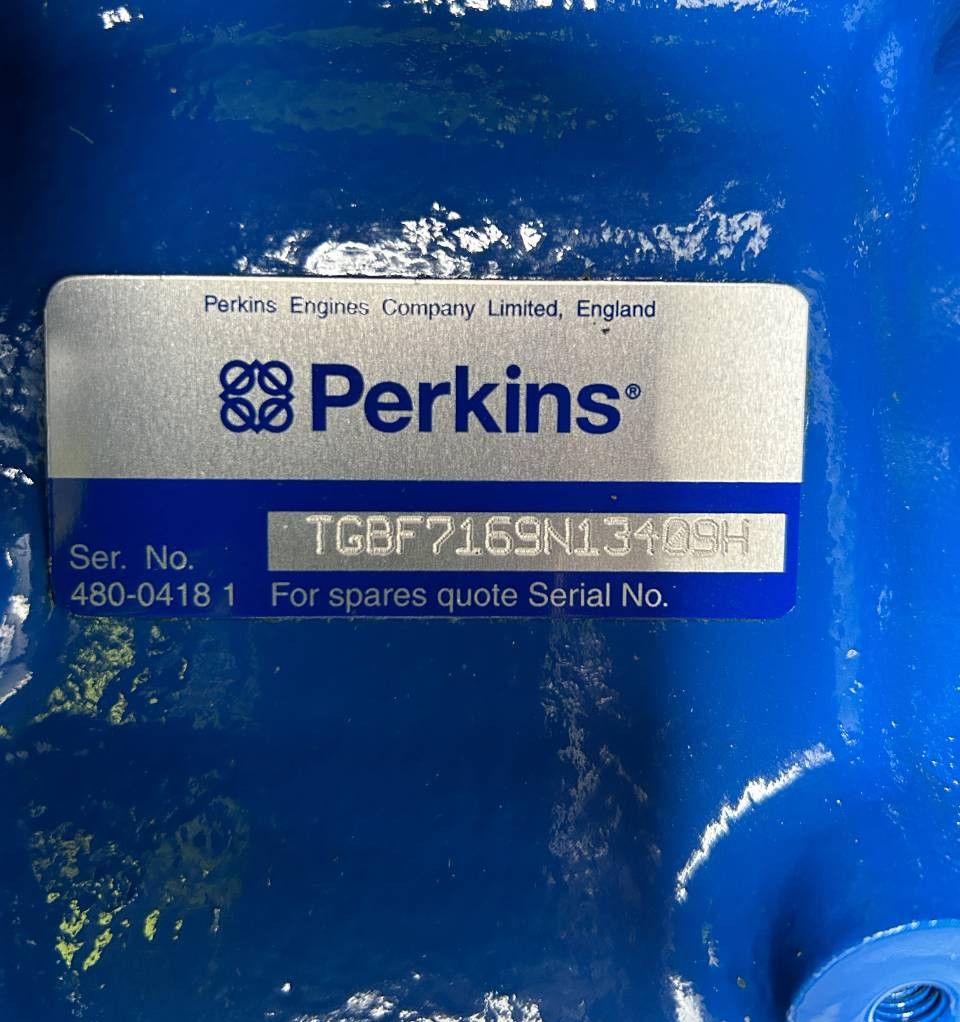 Perkins Engines Company Limited, England
Perkins®
TGBF7169N13409H
Ser. No.
480-0418 1 For spares quote Serial No.